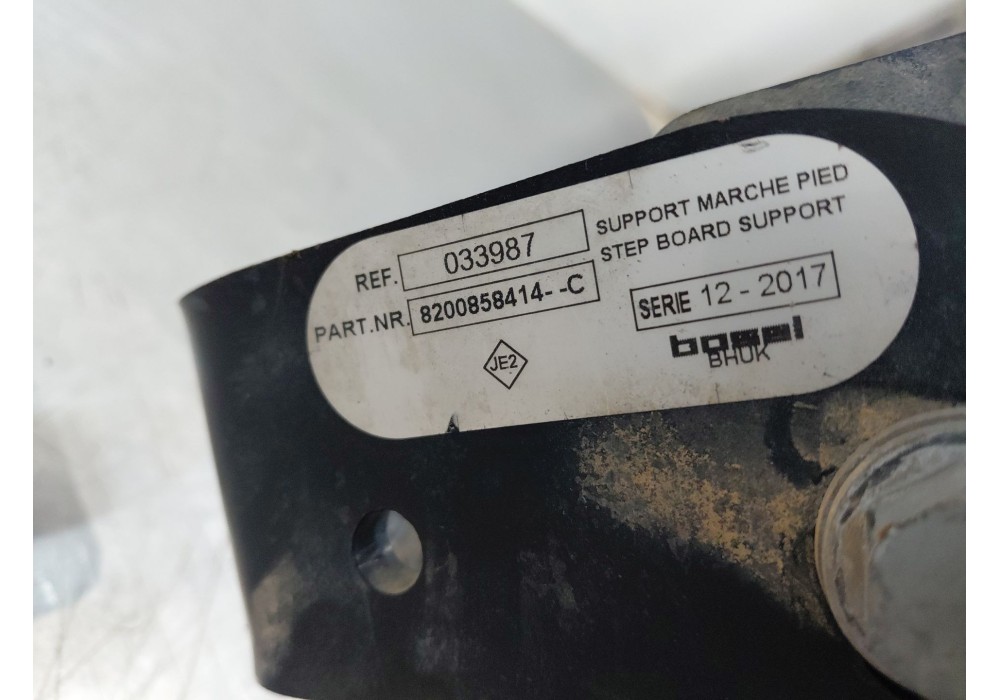 SUPPORT MARCHE PIED
STEP BOARD SUPPORT
REF. 033987
PART.NR. 8200858414- -C
SERIE 12 - 2017
JE2
bosal
BHUK